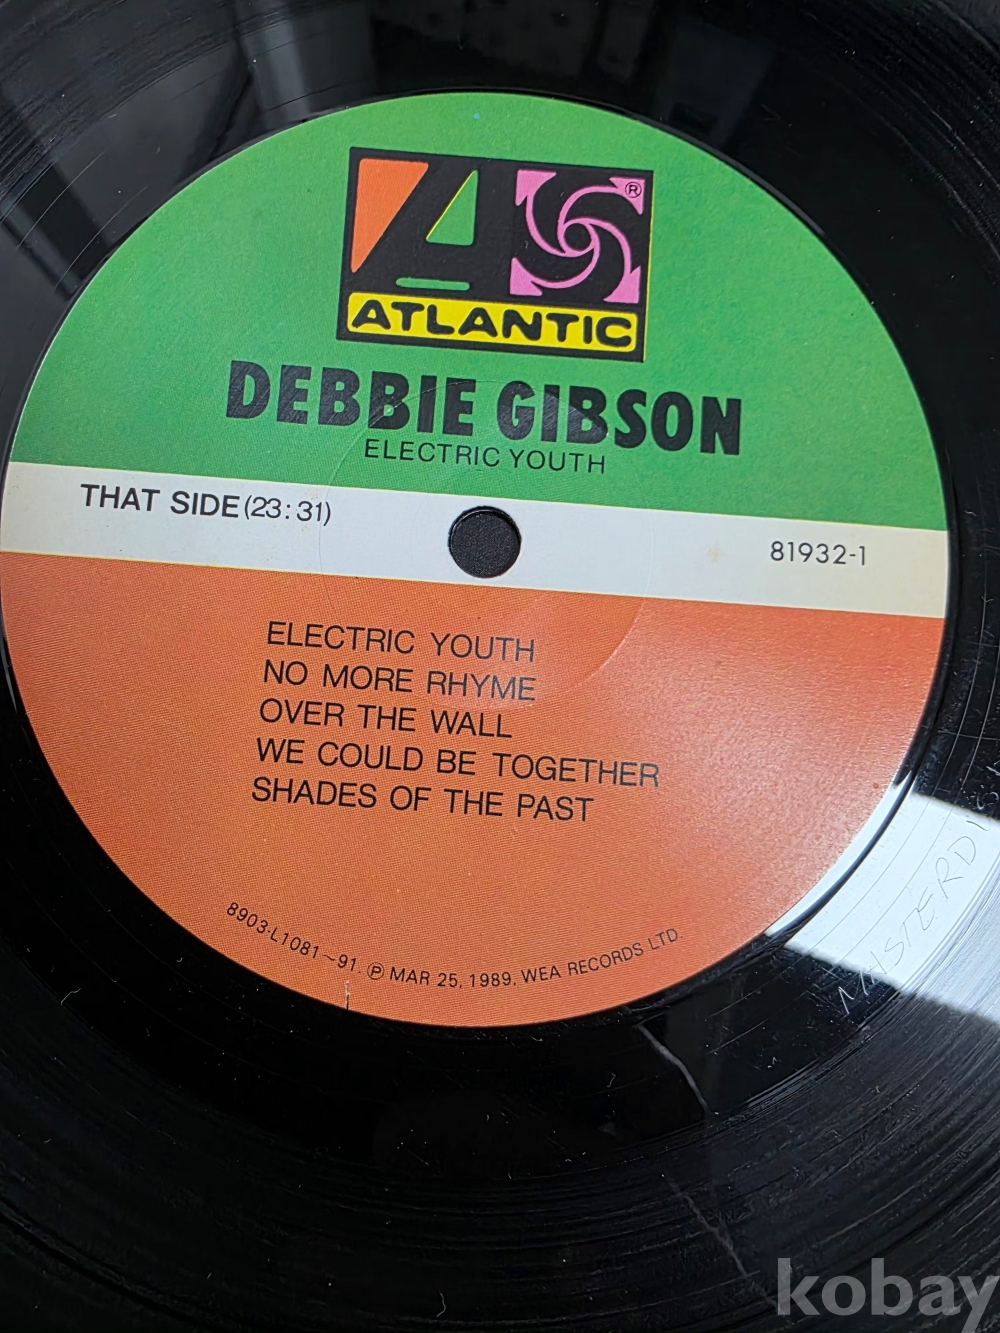 ®
ATLANTIC
DEBBIE GIBSON
ELECTRIC YOUTH
THAT SIDE (23:31)
81932-1
ELECTRIC YOUTH
NO MORE RHYME
OVER THE WALL
WE COULD BE TOGETHER
SHADES OF THE PAST
8903-L1081~91. ℗ MAR 25, 1989, WEA RECORDS LTD.
kobay